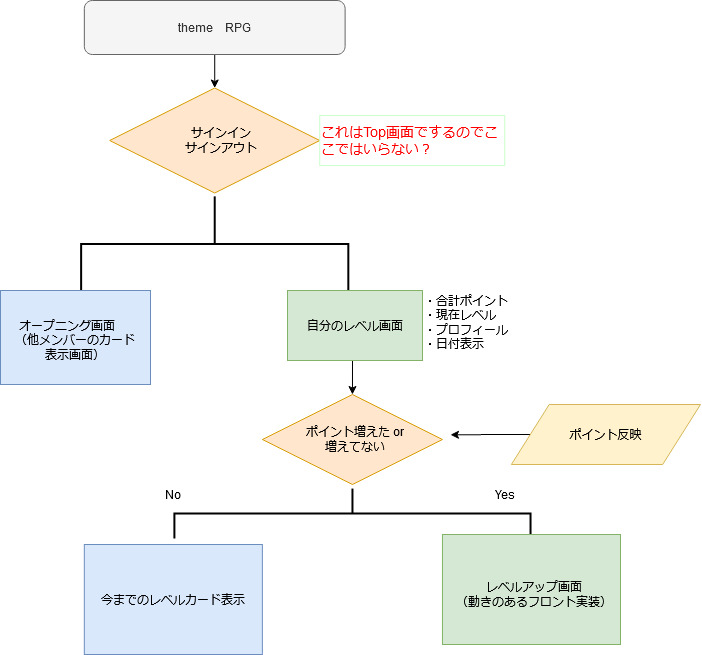 theme RPG
サインイン
サインアウト
これはTop画面でするのでこ
こではいらない？
オープニング画面
（他メンバーのカード
表示画面）
自分のレベル画面
・合計ポイント
・現在レベル
・プロフィール
・日付表示
ポイント増えた or
増えてない
ポイント反映
No
Yes
今までのレベルカード表示
レベルアップ画面
（動きのあるフロント実装）